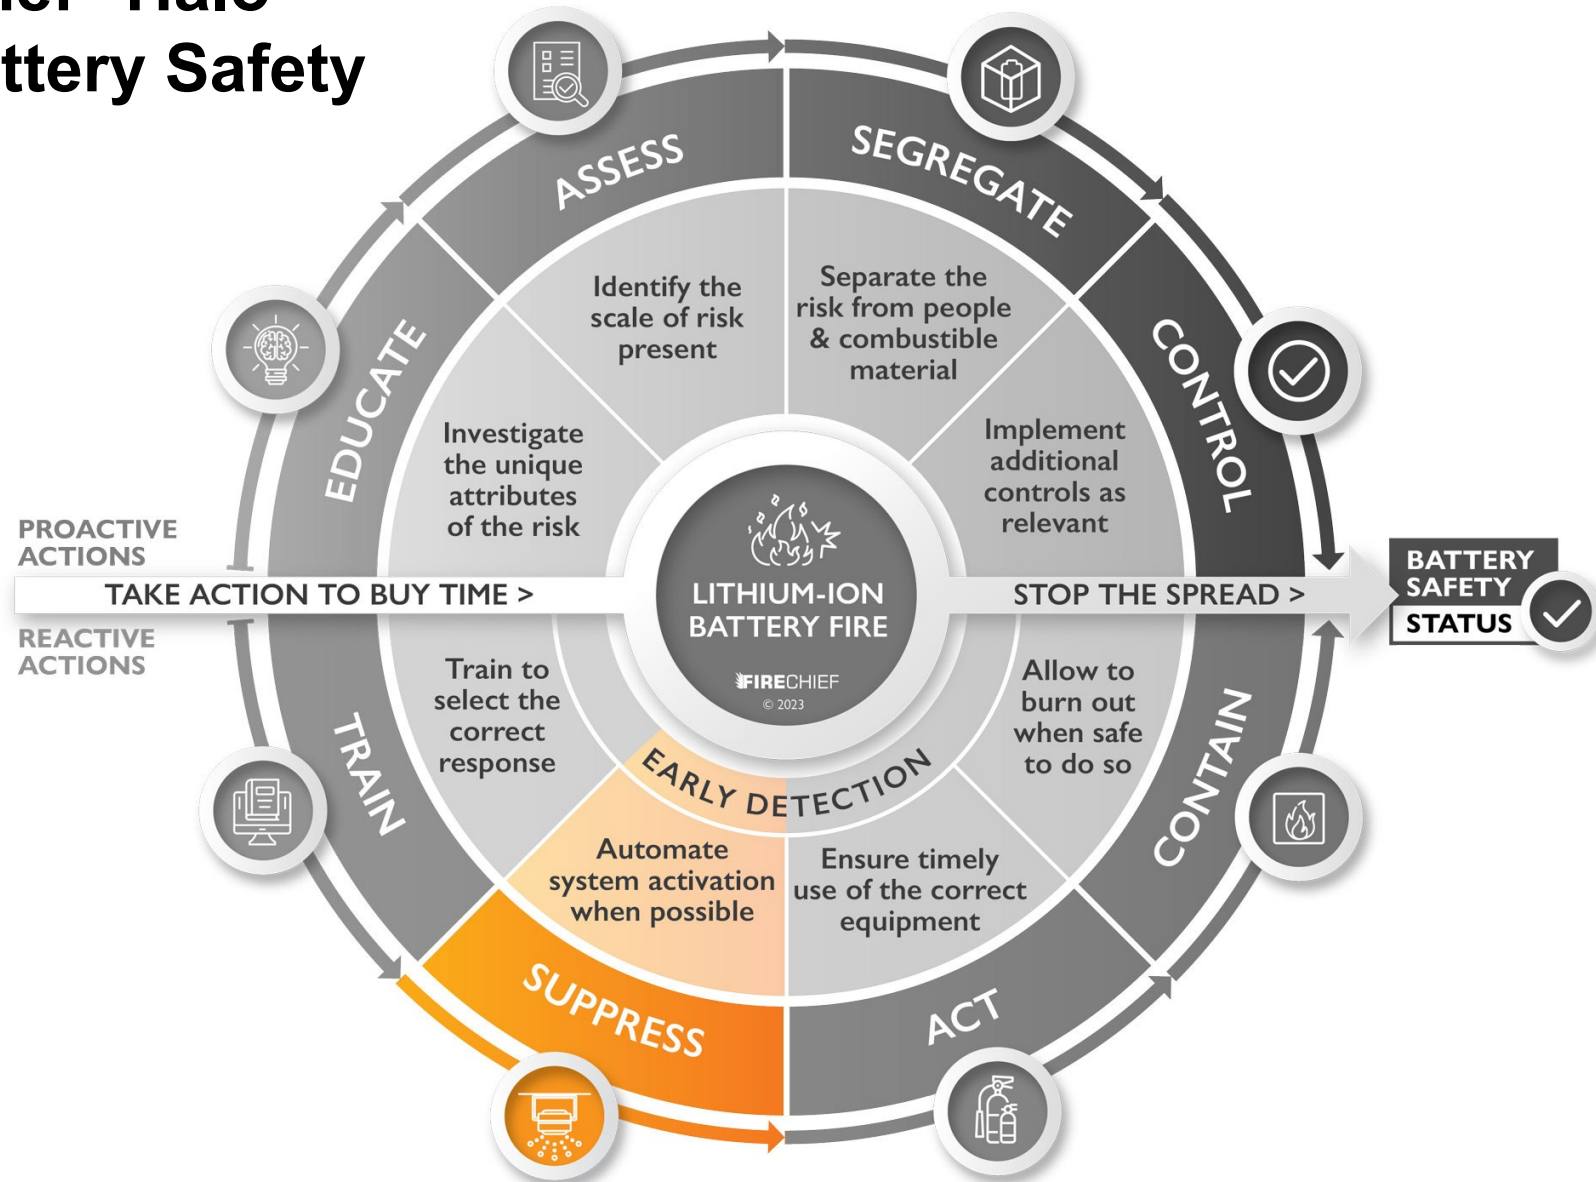 Halo
Battery Safety
ASSESS
SEGREGATE
EDUCATE
CONTROL
Identify the
scale of risk
present
Separate the
risk from people
& combustible
material
Investigate
the unique
attributes
of the risk
Implement
additional
controls as
relevant
PROACTIVE
ACTIONS
TAKE ACTION TO BUY TIME >
STOP THE SPREAD >
REACTIVE
ACTIONS
LITHIUM-ION
BATTERY FIRE
FIRECHIEF
© 2023
BATTERY
SAFETY
STATUS
Train to
select the
correct
response
Allow to
burn out
when safe
to do so
TRAIN
CONTAIN
EARLY DETECTION
Automate
system activation
when possible
Ensure timely
use of the correct
equipment
SUPPRESS
ACT